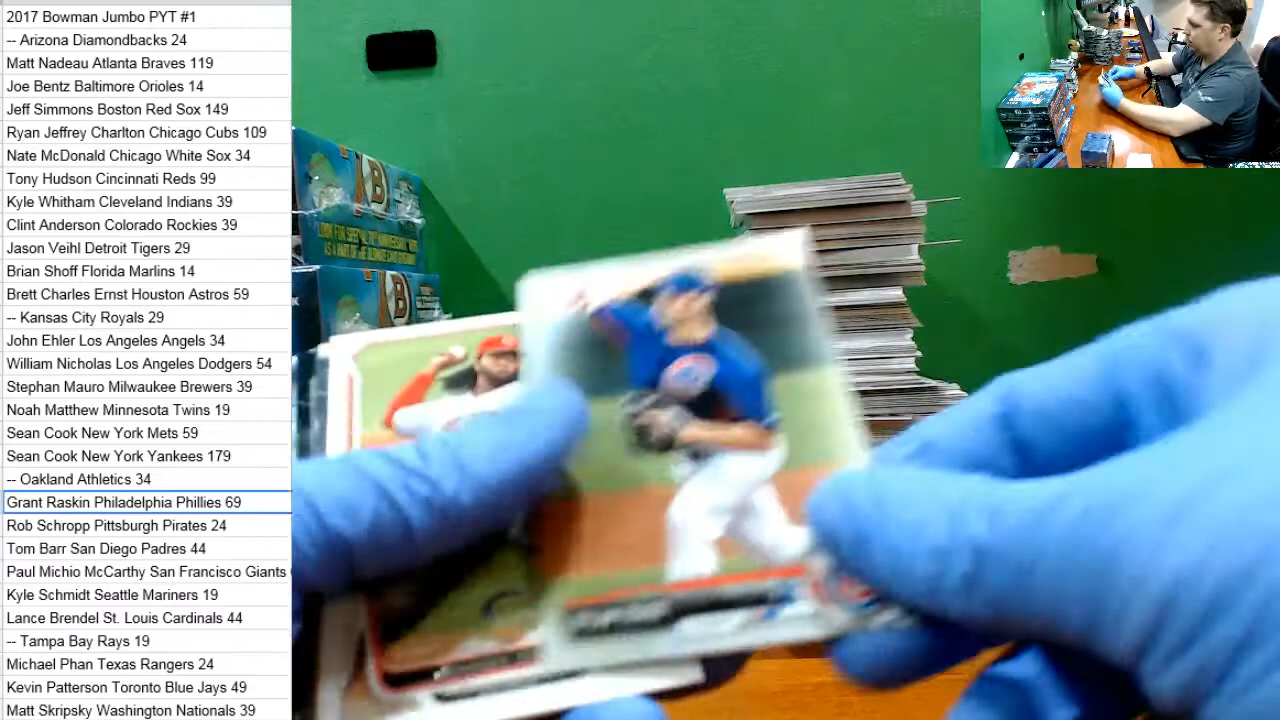 2017 Bowman Jumbo PYT #1
-- Arizona Diamondbacks 24
Matt Nadeau Atlanta Braves 119
Joe Bentz Baltimore Orioles 14
Jeff Simmons Boston Red Sox 149
Ryan Jeffrey Charlton Chicago Cubs 109
Nate McDonald Chicago White Sox 34
Tony Hudson Cincinnati Reds 99
Kyle Whitham Cleveland Indians 39
Clint Anderson Colorado Rockies 39
Jason Veihl Detroit Tigers 29
Brian Shoff Florida Marlins 14
Brett Charles Ernst Houston Astros 59
-- Kansas City Royals 29
John Ehler Los Angeles Angels 34
William Nicholas Los Angeles Dodgers 54
Stephan Mauro Milwaukee Brewers 39
Noah Matthew Minnesota Twins 19
Sean Cook New York Mets 59
Sean Cook New York Yankees 179
-- Oakland Athletics 34
Grant Raskin Philadelphia Phillies 69
Rob Schropp Pittsburgh Pirates 24
Tom Barr San Diego Padres 44
Paul Michio McCarthy San Francisco Giants
Kyle Schmidt Seattle Mariners 19
Lance Brendel St. Louis Cardinals 44
-- Tampa Bay Rays 19
Michael Phan Texas Rangers 24
Kevin Patterson Toronto Blue Jays 49
Matt Skripsky Washington Nationals 39
B
LOOK FOR SPECIAL
AS A PART OF THE
B